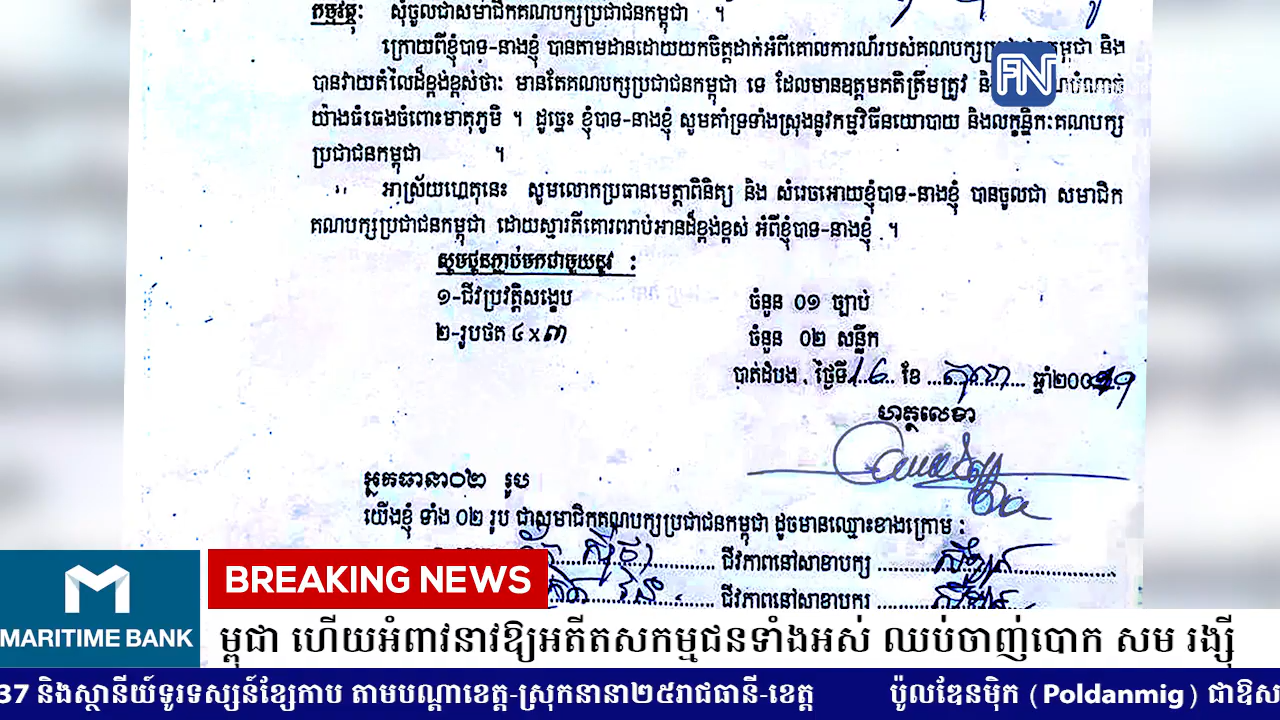 កម្មវត្ថុៈ សុំចូលជាសមាជិកគណបក្សប្រជាជនកម្ពុជា ។
ក្រោយពីខ្ញុំបាទ-នាងខ្ញុំ បានតាមដានដោយយកចិត្តដាក់អំពីគោលការណ៍របស់គណបក្សប្រជាជនកម្ពុជា និង
បានវាយតំលៃដ៏ខ្ពង់ខ្ពស់ថាៈ មានតែគណបក្សប្រជាជនកម្ពុជា ទេ ដែលមានឧត្តមគតិត្រឹមត្រូវ
FN
យ៉ាងធំធេងចំពោះមាតុភូមិ ។ ដូច្នេះ ខ្ញុំបាទ-នាងខ្ញុំ សូមគាំទ្រទាំងស្រុងនូវកម្មវិធីនយោបាយ និងលក្ខន្តិកៈគណបក្ស
ប្រជាជនកម្ពុជា ។
អាស្រ័យហេតុនេះ សូមលោកប្រធានមេត្តាពិនិត្យ និង សំរេចអោយខ្ញុំបាទ-នាងខ្ញុំ បានចូលជា សមាជិក
គណបក្សប្រជាជនកម្ពុជា ដោយស្មារតីគោរពរាប់អានដ៏ខ្ពង់ខ្ពស់ អំពីខ្ញុំបាទ-នាងខ្ញុំ ។
សូមជូនភ្ជាប់មកជាមួយនូវ :
១-ជីវប្រវត្តិសង្ខេប ចំនួន ០១ ច្បាប់
២-រូបថត ៤x៣ ចំនួន ០២ សន្លឹក
បាត់ដំបង . ថ្ងៃទី 16 ខែ តុលា ឆ្នាំ២០០
ហត្ថលេខា
អ្នកធានា០២ រូប
យើងខ្ញុំ ទាំង ០២ រូប ជាសមាជិកគណបក្សប្រជាជនកម្ពុជា ដូចមានឈ្មោះខាងក្រោម :
ជីវភាពនៅសាខាបក្ស
ជីវភាពនៅសាខាបក្ស
BREAKING NEWS
MARITIME BANK
ម្ពុជា ហើយអំពាវនាវឱ្យអតីតសកម្មជនទាំងអស់ ឈប់ចាញ់បោក សម រង្ស៊ី
37 និងស្ថានីយ៍ទូរទស្សន៍ខ្សែកាប តាមបណ្តាខេត្ត-ស្រុកនានា២៥រាជធានី-ខេត្ត ប៉ូលឌែនម៉ិក ( Poldanmig ) ជាឱស